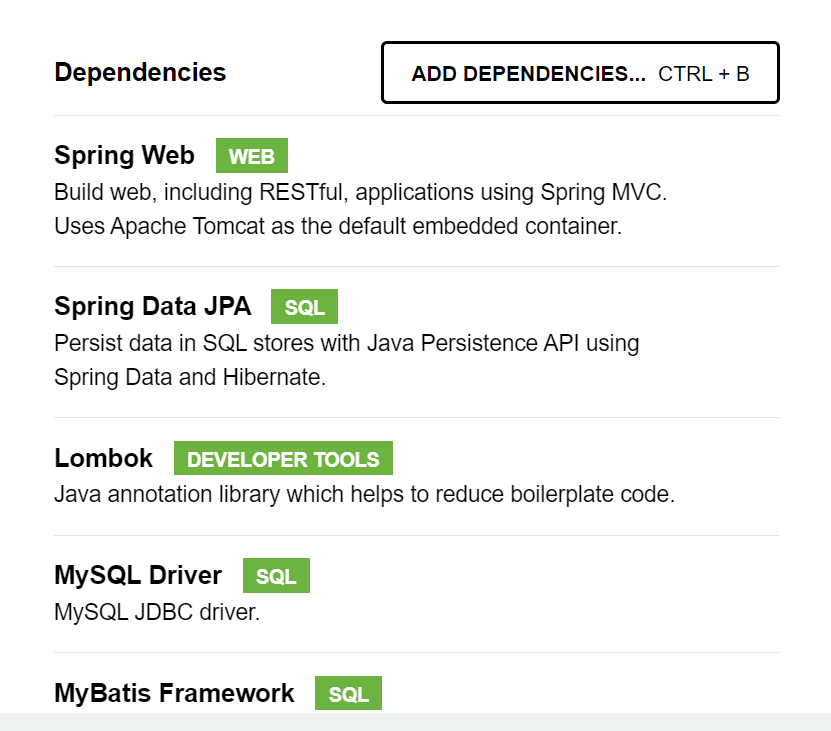 Dependencies
ADD DEPENDENCIES... CTRL + B
Spring Web WEB
Build web, including RESTful, applications using Spring MVC.
Uses Apache Tomcat as the default embedded container.
Spring Data JPA SQL
Persist data in SQL stores with Java Persistence API using
Spring Data and Hibernate.
Lombok DEVELOPER TOOLS
Java annotation library which helps to reduce boilerplate code.
MySQL Driver SQL
MySQL JDBC driver.
MyBatis Framework SQL